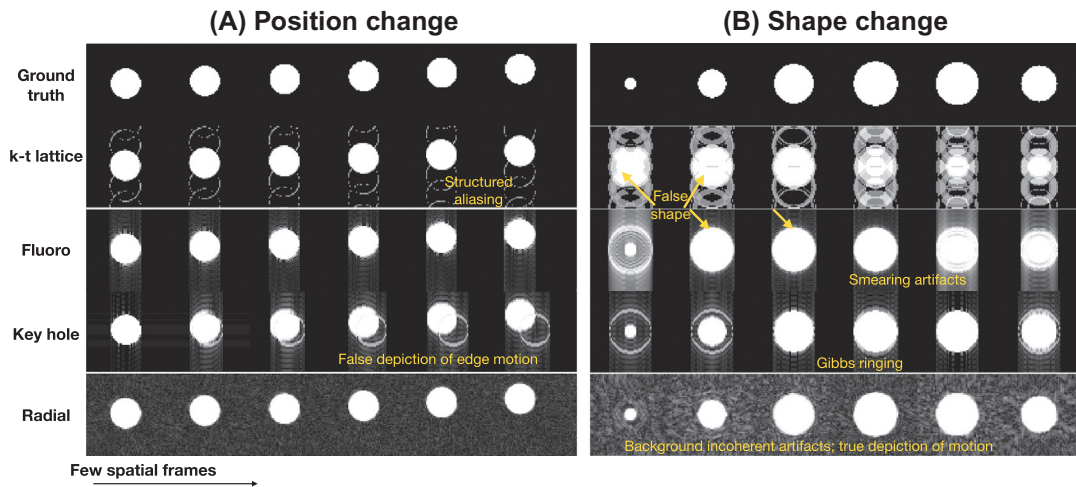 (A) Position change
(B) Shape change
Ground
truth
k-t lattice
Structured
aliasing
False
shape
Fluoro
Smearing artifacts
Key hole
False depiction of edge motion
Gibbs ringing
Radial
Background incoherent artifacts; true depiction of motion
Few spatial frames